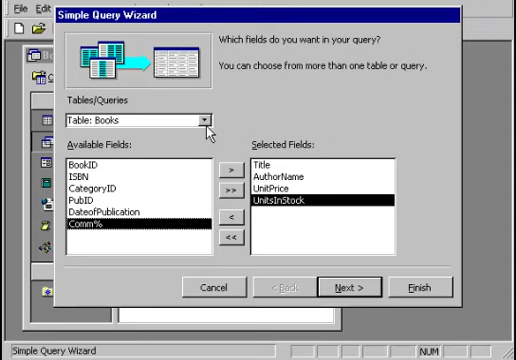 File Edit
Simple Query Wizard
Which fields do you want in your query?
You can choose from more than one table or query.
Tables/Queries
Table: Books
Available Fields:
Selected Fields:
BookID
ISBN
CategoryID
PubID
DateofPublication
Comm%
>
>>
<
<<
Title
AuthorName
UnitPrice
UnitsInStock
Cancel
< Back
Next >
Finish
Simple Query Wizard
NUM